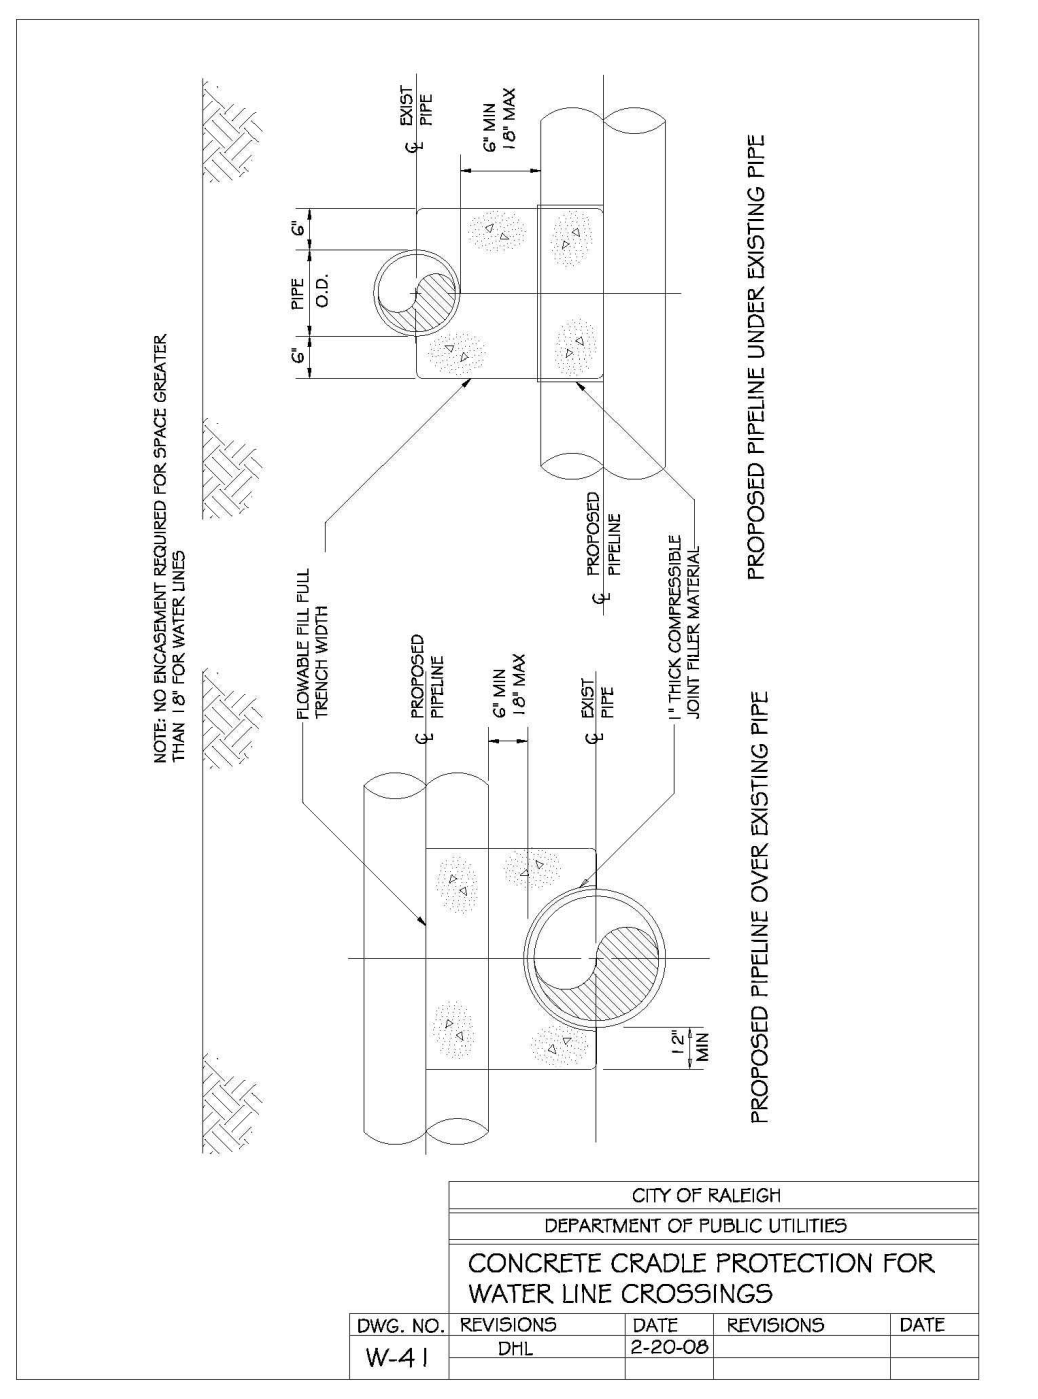 NOTE: NO ENCASEMENT REQUIRED FOR SPACE GREATER
THAN 18" FOR WATER LINES
FLOWABLE FILL FULL
TRENCH WIDTH
℄ PROPOSED
PIPELINE
6" MIN
18" MAX
℄ EXIST
PIPE
1" THICK COMPRESSIBLE
JOINT FILLER MATERIAL
12"
MIN
PROPOSED PIPELINE OVER EXISTING PIPE
6"
PIPE
O.D.
6"
℄ EXIST
PIPE
6" MIN
18" MAX
℄ PROPOSED
PIPELINE
PROPOSED PIPELINE UNDER EXISTING PIPE
CITY OF RALEIGH
DEPARTMENT OF PUBLIC UTILITIES
CONCRETE CRADLE PROTECTION FOR
WATER LINE CROSSINGS
DWG. NO. REVISIONS DATE REVISIONS DATE
W-41 DHL 2-20-08